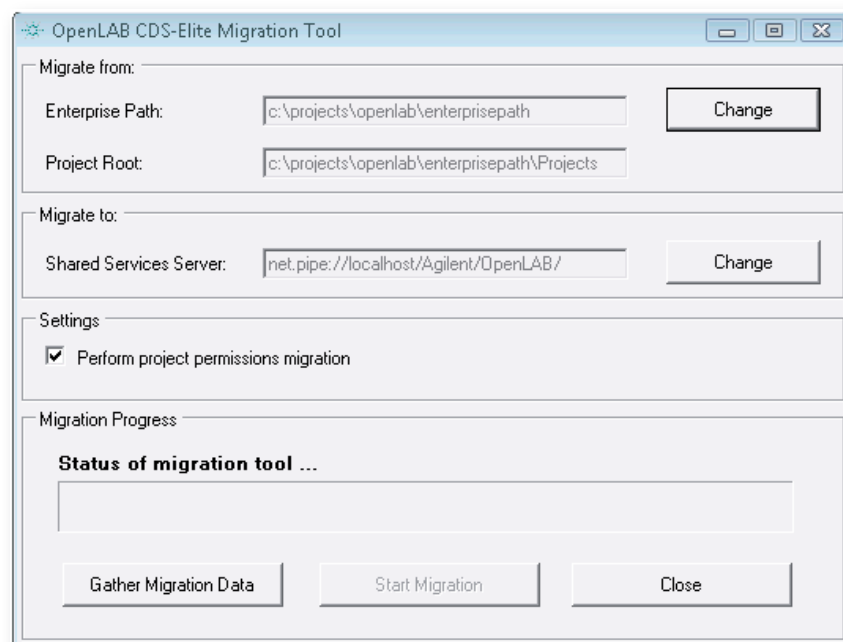 OpenLAB CDS-Elite Migration Tool
Migrate from:
Enterprise Path: c:\projects\openlab\enterprisepath Change
Project Root: c:\projects\openlab\enterprisepath\Projects
Migrate to:
Shared Services Server: net.pipe://localhost/Agilent/OpenLAB/ Change
Settings
Perform project permissions migration
Migration Progress
Status of migration tool ...
Gather Migration Data Start Migration Close